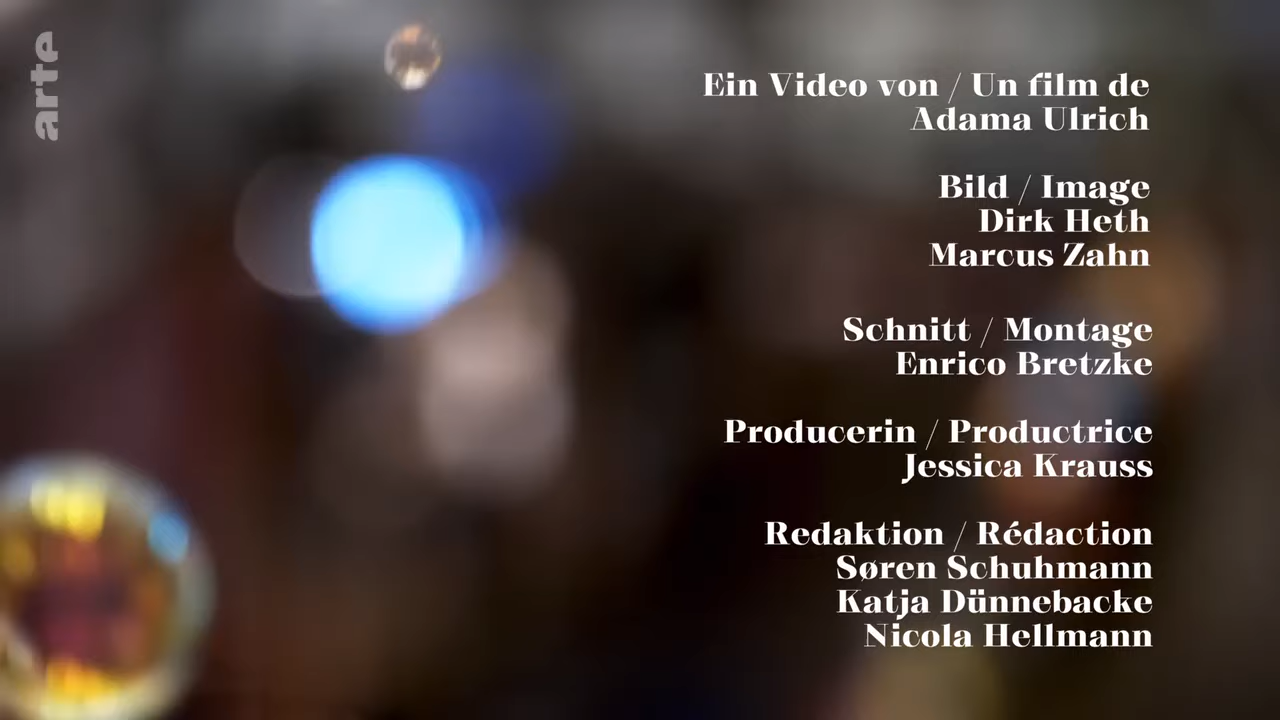 arte
Ein Video von / Un film de
Adama Ulrich
Bild / Image
Dirk Heth
Marcus Zahn
Schnitt / Montage
Enrico Bretzke
Producerin / Productrice
Jessica Krauss
Redaktion / Rédaction
Søren Schuhmann
Katja Dünnebacke
Nicola Hellmann